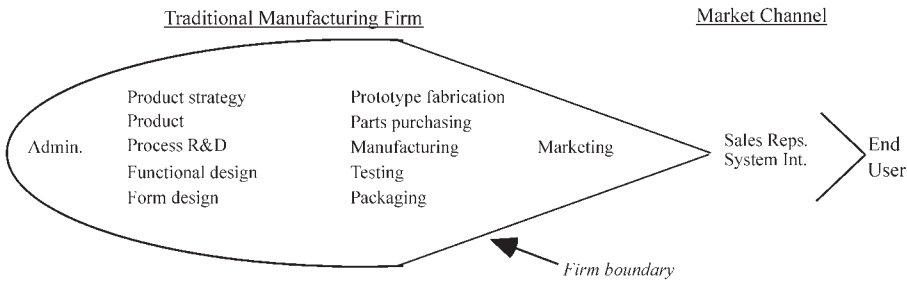 Traditional Manufacturing Firm
Market Channel
Admin.
Product strategy
Product
Process R&D
Functional design
Form design
Prototype fabrication
Parts purchasing
Manufacturing
Testing
Packaging
Marketing
Sales Reps.
System Int.
End
User
Firm boundary